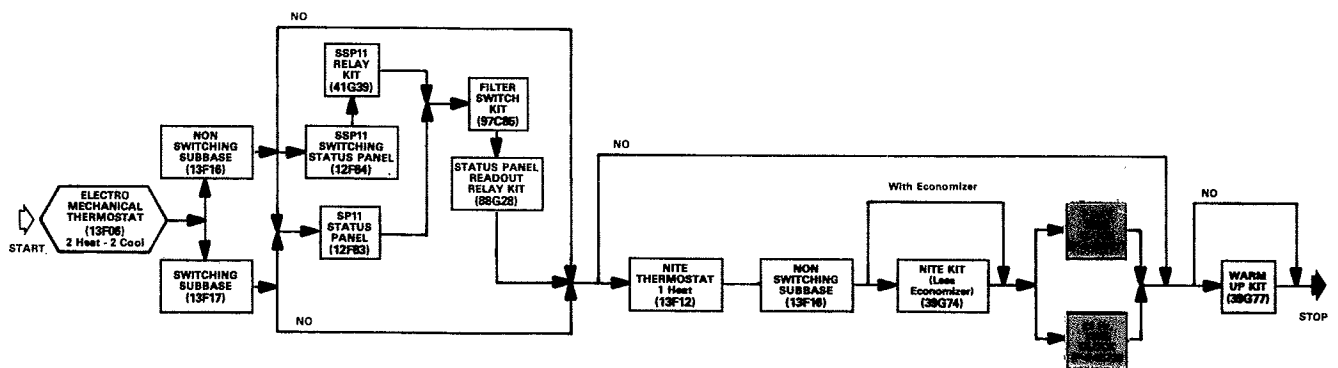 NO
SSP11
RELAY
KIT
(41G39)
FILTER
SWITCH
KIT
(97C85)
NON
SWITCHING
SUBBASE
(13F16)
SSP11
SWITCHING
STATUS PANEL
(12F84)
STATUS PANEL
READOUT
RELAY KIT
(88G28)
NO
With Economizer
START
ELECTRO
MECHANICAL
THERMOSTAT
(13F06)
2 Heat - 2 Cool
SP11
STATUS
PANEL
(12F83)
SWITCHING
SUBBASE
(13F17)
NO
NITE
THERMOSTAT
1 Heat
(13F12)
NON
SWITCHING
SUBBASE
(13F16)
NITE KIT
(Less
Economizer)
(39G74)
NO
WARM
UP KIT
(39G77)
STOP